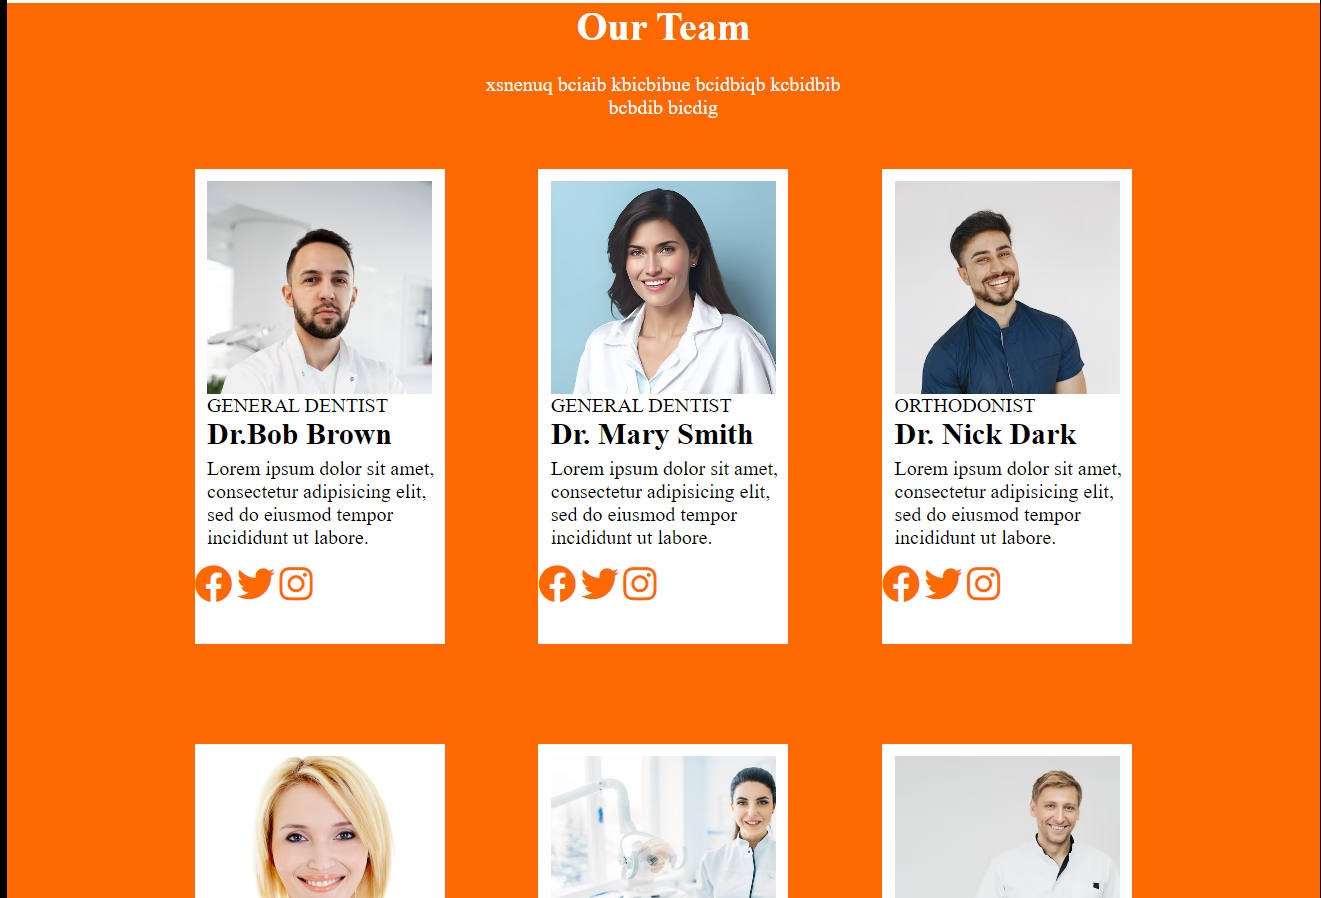 Our Team
xsnenuq bciaib kbicbibue bcidbiqb kcbidbib
bcbdib bicdig
GENERAL DENTIST
Dr.Bob Brown
Lorem ipsum dolor sit amet,
consectetur adipisicing elit,
sed do eiusmod tempor
incididunt ut labore.
GENERAL DENTIST
Dr. Mary Smith
Lorem ipsum dolor sit amet,
consectetur adipisicing elit,
sed do eiusmod tempor
incididunt ut labore.
ORTHODONIST
Dr. Nick Dark
Lorem ipsum dolor sit amet,
consectetur adipisicing elit,
sed do eiusmod tempor
incididunt ut labore.